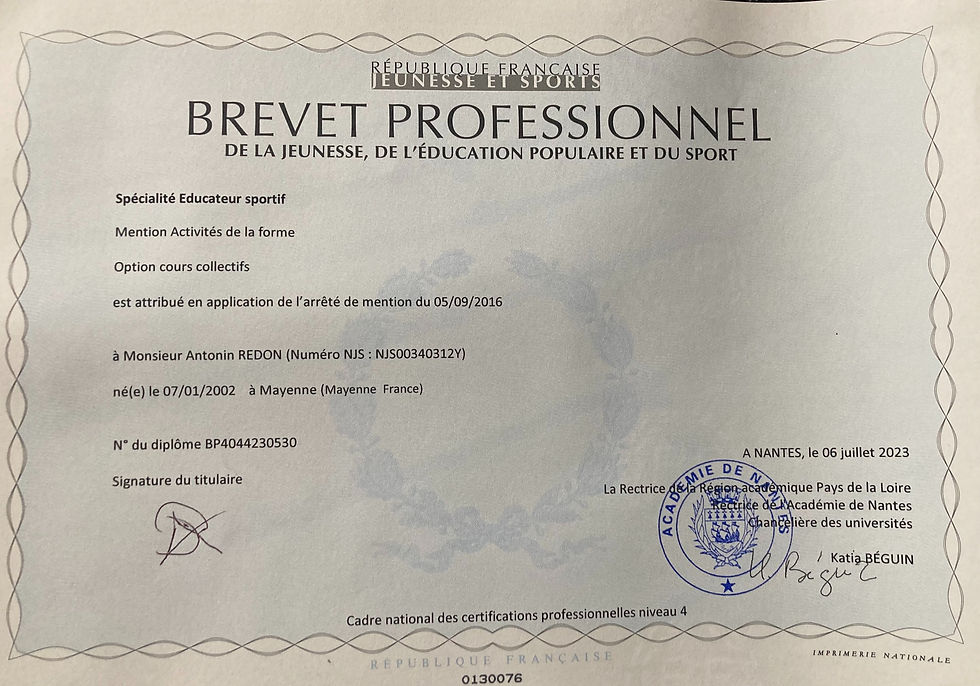 RÉPUBLIQUE FRANÇAISE
JEUNESSE ET SPORTS
BREVET PROFESSIONNEL
DE LA JEUNESSE, DE L'ÉDUCATION POPULAIRE ET DU SPORT
Spécialité Educateur sportif
Mention Activités de la forme
Option cours collectifs
est attribué en application de l'arrêté de mention du 05/09/2016
à Monsieur Antonin REDON (Numéro NJS : NJS00340312Y)
né(e) le 07/01/2002 à Mayenne (Mayenne France)
N° du diplôme BP4044230530
A NANTES, le 06 juillet 2023
Signature du titulaire
La Rectrice de la Région académique Pays de la Loire
Rectrice de l'Académie de Nantes
Chancelière des universités
ACADÉMIE DE NANTES
Katia BÉGUIN
K. Béguin
Cadre national des certifications professionnelles niveau 4
RÉPUBLIQUE FRANÇAISE
IMPRIMERIE NATIONALE
0130076